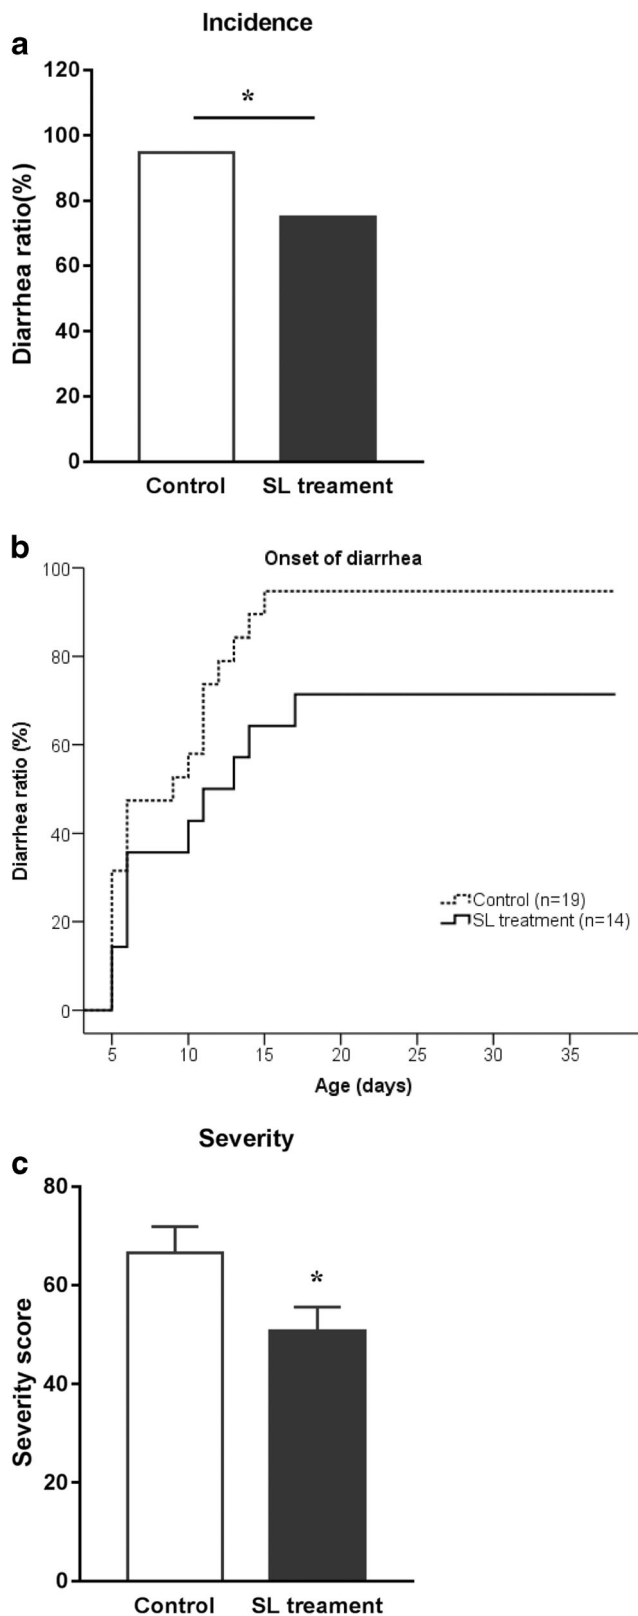 Incidence
a
120
100
80
60
40
20
0
Diarrhea ratio(%)
*
Control SL treament
b
Onset of diarrhea
100
80
60
40
20
0
Diarrhea ratio (%)
Control (n=19)
SL treatment (n=14)
5 10 15 20 25 30 35
Age (days)
Severity
c
80
60
40
20
0
Severity score
*
Control SL treament